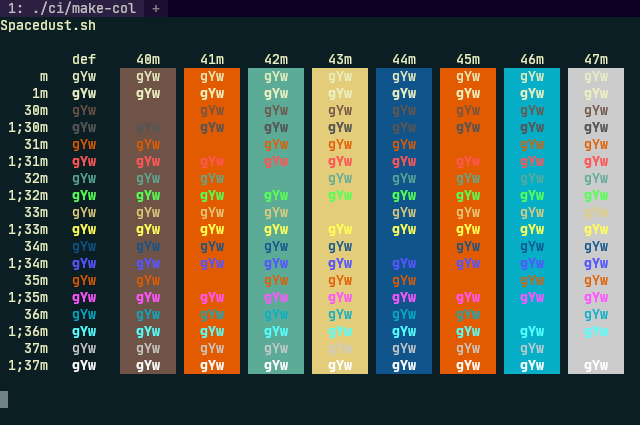 1: ./ci/make-col +
Spacedust.sh
def 40m 41m 42m 43m 44m 45m 46m 47m
m gYw gYw gYw gYw gYw gYw gYw gYw gYw
1m gYw gYw gYw gYw gYw gYw gYw gYw gYw
30m gYw gYw gYw gYw gYw gYw gYw gYw
1;30m gYw gYw gYw gYw gYw gYw gYw gYw gYw
31m gYw gYw gYw gYw gYw gYw gYw
1;31m gYw gYw gYw gYw gYw gYw gYw gYw gYw
32m gYw gYw gYw gYw gYw gYw gYw gYw
1;32m gYw gYw gYw gYw gYw gYw gYw gYw gYw
33m gYw gYw gYw gYw gYw gYw gYw gYw
1;33m gYw gYw gYw gYw gYw gYw gYw gYw gYw
34m gYw gYw gYw gYw gYw gYw gYw gYw
1;34m gYw gYw gYw gYw gYw gYw gYw gYw gYw
35m gYw gYw gYw gYw gYw gYw gYw
1;35m gYw gYw gYw gYw gYw gYw gYw gYw gYw
36m gYw gYw gYw gYw gYw gYw gYw gYw
1;36m gYw gYw gYw gYw gYw gYw gYw gYw gYw
37m gYw gYw gYw gYw gYw gYw gYw gYw
1;37m gYw gYw gYw gYw gYw gYw gYw gYw gYw